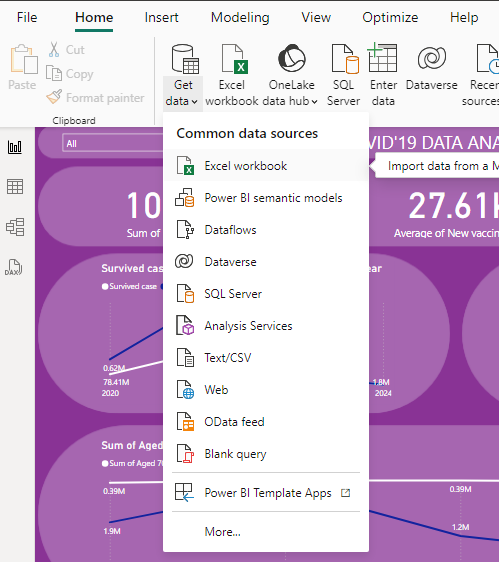 File Home Insert Modeling View Optimize Help
Paste
Cut
Copy
Format painter
Clipboard
Get data
Excel workbook
OneLake data hub
SQL Server
Enter data
Dataverse
Recen
sources
Common data sources
Excel workbook
Power BI semantic models
Dataflows
Dataverse
SQL Server
Analysis Services
Text/CSV
Web
OData feed
Blank query
Power BI Template Apps
More...
Import data from a M
DAX
All
VID'19 DATA ANA
10
Sum of
27.61K
Average of New vaccin
Survived cas
ear
Survived case
0.62M
78.41M
2020
1.8M
2024
Sum of Aged
Sum of Aged 70
0.39M
0.39M
1.9M
1.2M